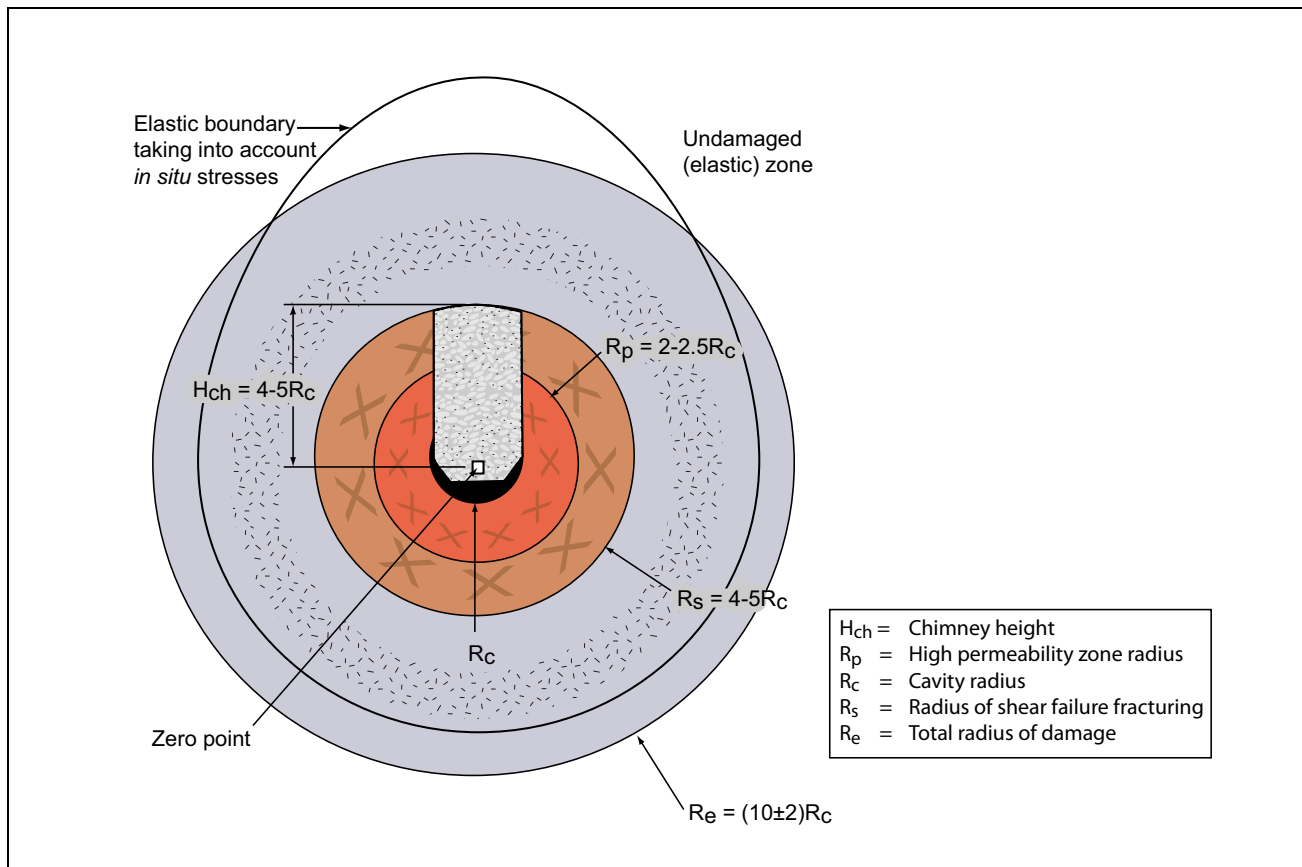 Elastic boundary
taking into account
in situ stresses
Undamaged
(elastic) zone
Rp = 2-2.5Rc
Hch = 4-5Rc
Rs = 4-5Rc
Rc
Zero point
Re = (10±2)Rc
Hch = Chimney height
Rp = High permeability zone radius
Rc = Cavity radius
Rs = Radius of shear failure fracturing
Re = Total radius of damage